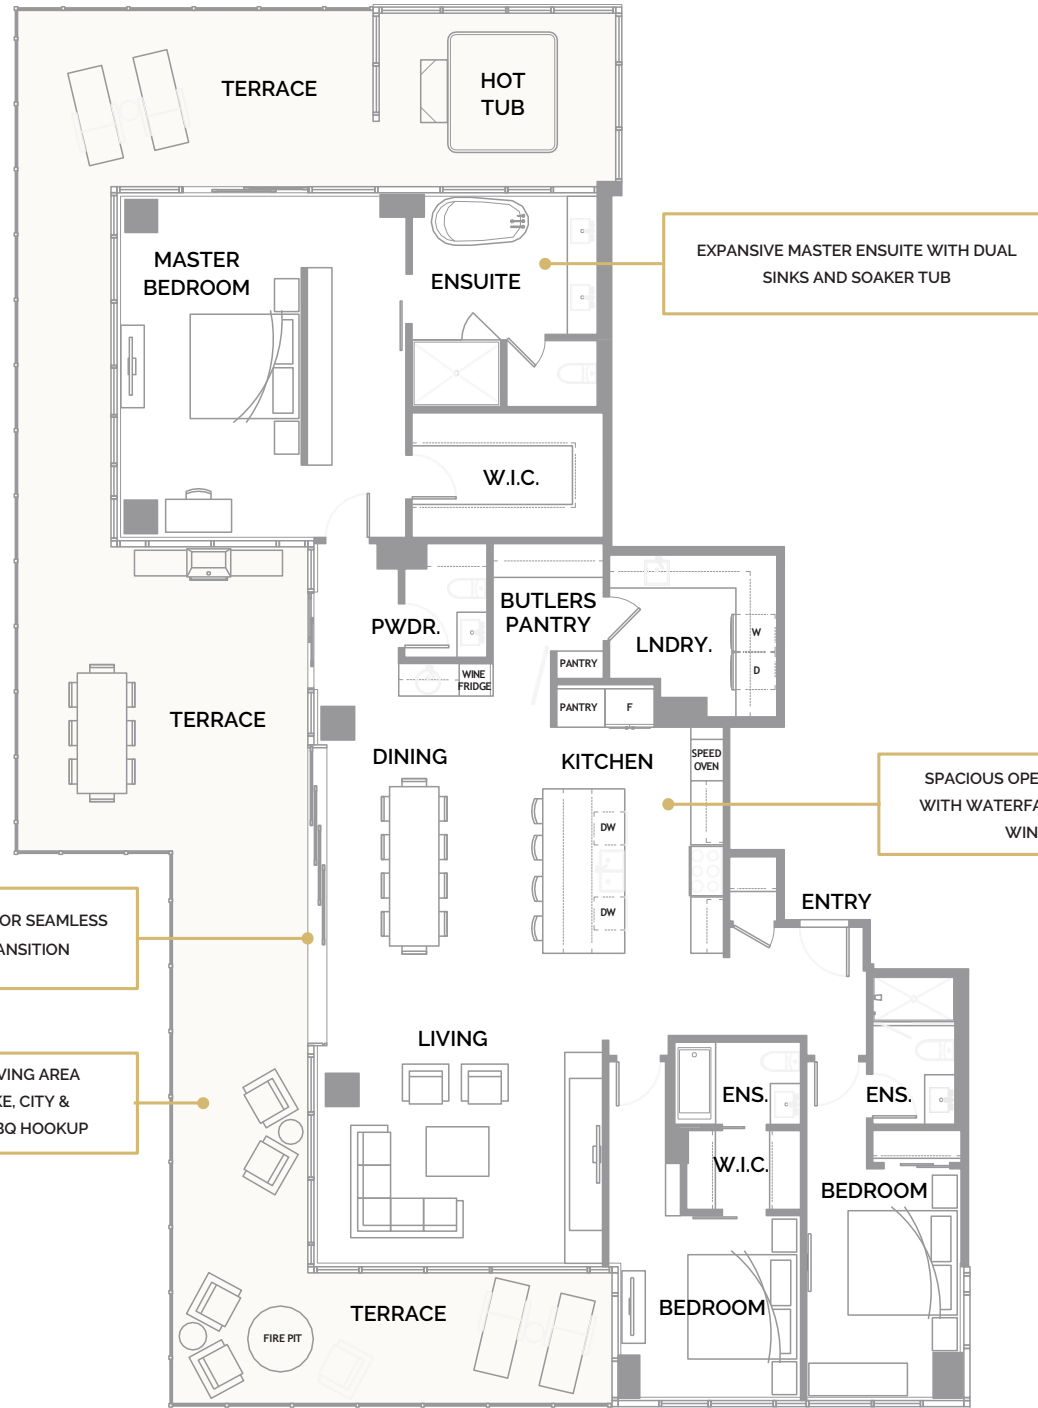 TERRACE
HOT
TUB
MASTER
BEDROOM
ENSUITE
EXPANSIVE MASTER ENSUITE WITH DUAL
SINKS AND SOAKER TUB
W.I.C.
BUTLERS
PANTRY
PWDR.
LNDRY.
W
D
PANTRY
WINE
FRIDGE
PANTRY
F
TERRACE
DINING
KITCHEN
SPEED
OVEN
SPACIOUS OPE
WITH WATERFA
WIN
DW
DW
ENTRY
OR SEAMLESS
ANSITION
LIVING
VING AREA
KE, CITY &
BQ HOOKUP
ENS.
ENS.
W.I.C.
BEDROOM
BEDROOM
TERRACE
FIRE PIT